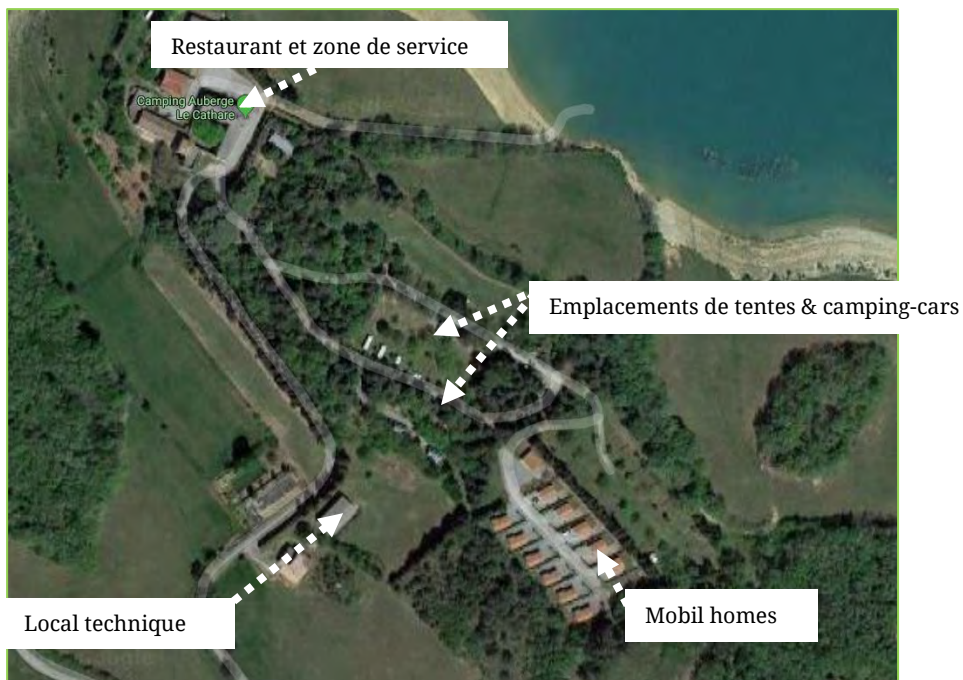 Restaurant et zone de service
Camping Auberge
Le Cathare
Emplacements de tentes & camping-cars
Local technique
Mobil homes